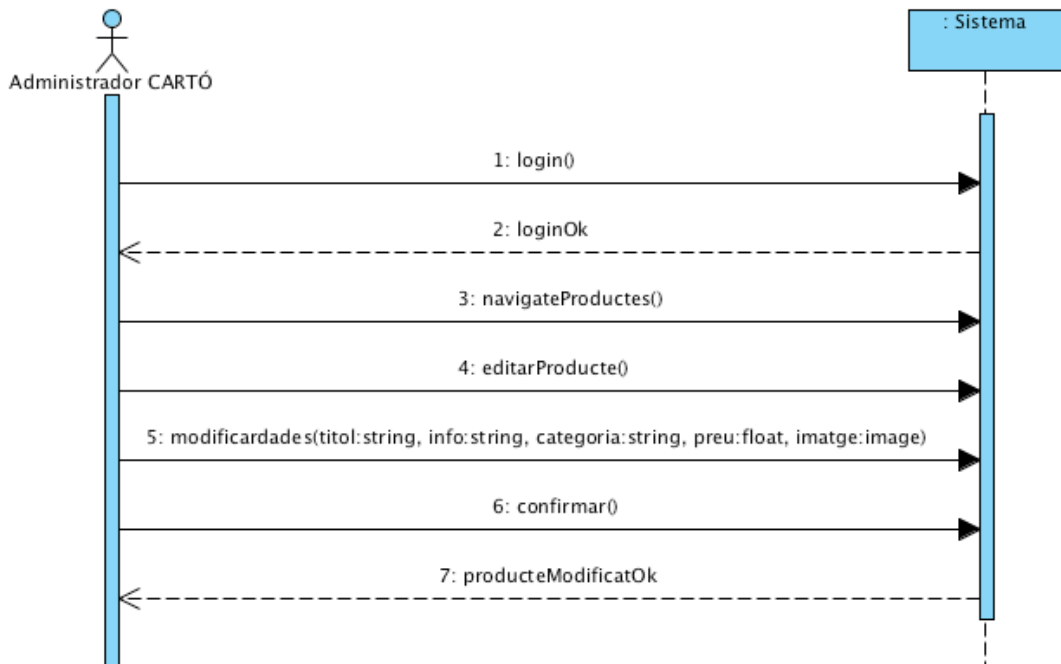 : Sistema
Administrador CARTÓ
1: login()
2: loginOk
3: navigateProductes()
4: editarProducte()
5: modificardades(titol:string, info:string, categoria:string, preu:float, imatge:image)
6: confirmar()
7: producteModificatOk